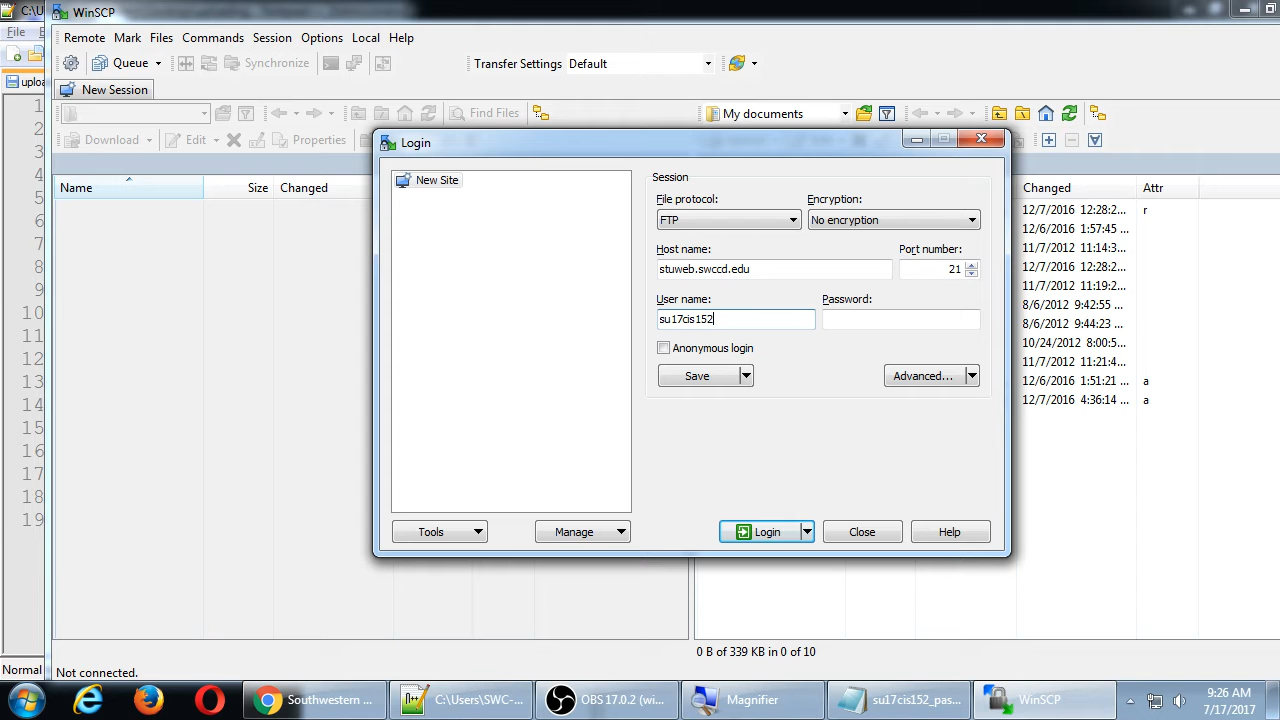 C:\U
WinSCP
File
Remote Mark Files Commands Session Options Local Help
Queue Synchronize Transfer Settings Default
uploa
New Session
Find Files My documents
Download Edit Properties
Login
Name Size Changed Changed Attr
New Site
Session
File protocol: Encryption:
FTP No encryption
Host name: Port number:
stuweb.swccd.edu 21
User name: Password:
su17cis152
Anonymous login
Save Advanced...
Tools Manage Login Close Help
12/7/2016 12:28:2... r
12/6/2016 1:57:45 ...
11/7/2012 11:14:3...
12/7/2016 12:28:2...
11/7/2012 11:19:2...
8/6/2012 9:42:55 ...
8/6/2012 9:44:23 ...
10/24/2012 8:00:5...
11/7/2012 11:21:4...
12/6/2016 1:51:21 ... a
12/7/2016 4:36:14 ... a
1
2
3
4
5
6
7
8
9
10
11
12
13
14
15
16
17
18
19
0 B of 339 KB in 0 of 10
Normal
Not connected.
Southwestern ... C:\Users\SWC-... OBS 17.0.2 (wi... Magnifier su17cis152_pas... WinSCP
9:26 AM
7/17/2017